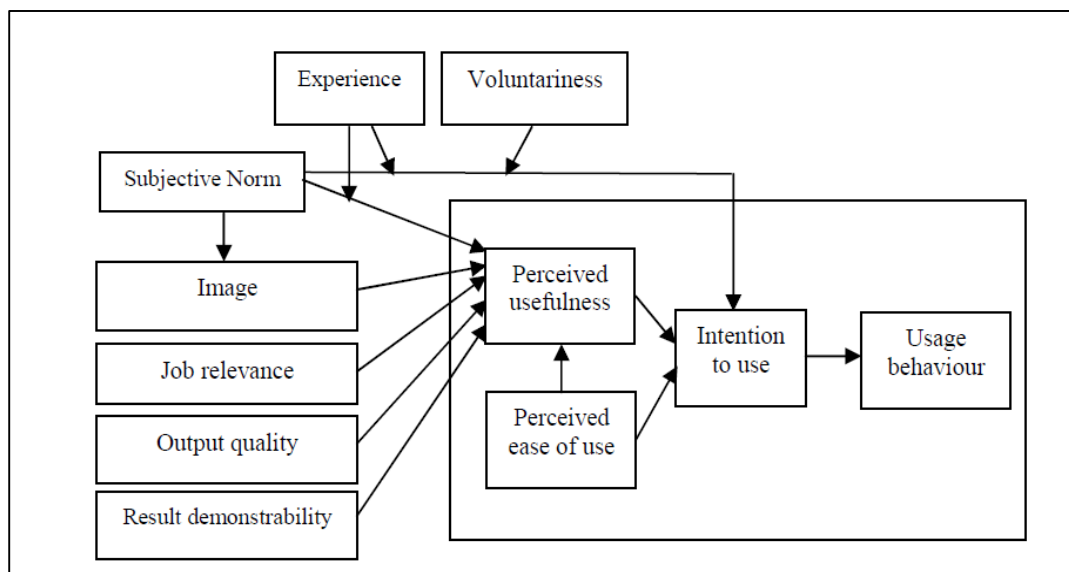 Experience
Voluntariness
Subjective Norm
Image
Job relevance
Output quality
Result demonstrability
Perceived
usefulness
Perceived
ease of use
Intention
to use
Usage
behaviour